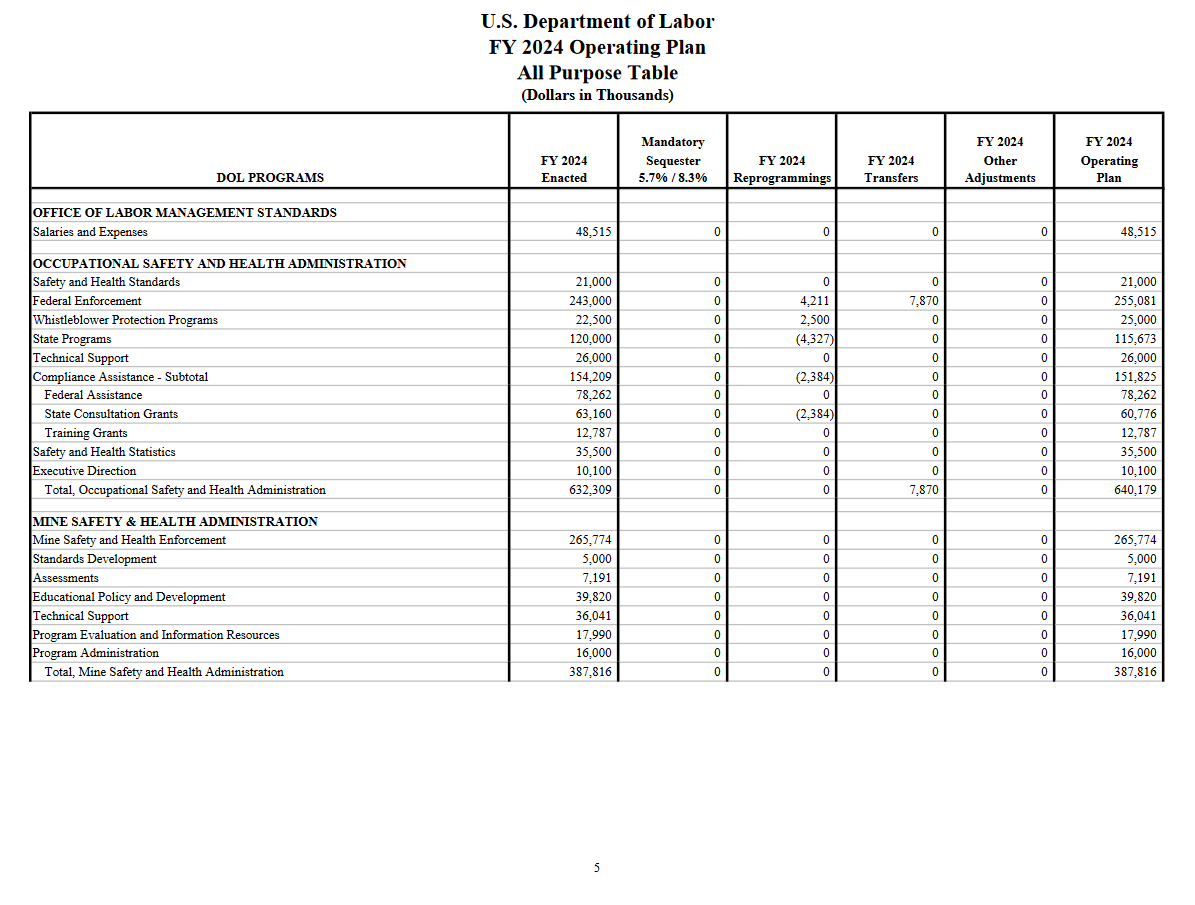 U.S. Department of Labor
FY 2024 Operating Plan
All Purpose Table
(Dollars in Thousands)
DOL PROGRAMS FY 2024 Enacted Mandatory Sequester 5.7% / 8.3% FY 2024 Reprogrammings FY 2024 Transfers FY 2024 Other Adjustments FY 2024 Operating Plan
OFFICE OF LABOR MANAGEMENT STANDARDS
Salaries and Expenses 48,515 0 0 0 0 48,515
OCCUPATIONAL SAFETY AND HEALTH ADMINISTRATION
Safety and Health Standards 21,000 0 0 0 0 21,000
Federal Enforcement 243,000 0 4,211 7,870 0 255,081
Whistleblower Protection Programs 22,500 0 2,500 0 0 25,000
State Programs 120,000 0 (4,327) 0 0 115,673
Technical Support 26,000 0 0 0 0 26,000
Compliance Assistance - Subtotal 154,209 0 (2,384) 0 0 151,825
Federal Assistance 78,262 0 0 0 0 78,262
State Consultation Grants 63,160 0 (2,384) 0 0 60,776
Training Grants 12,787 0 0 0 0 12,787
Safety and Health Statistics 35,500 0 0 0 0 35,500
Executive Direction 10,100 0 0 0 0 10,100
Total, Occupational Safety and Health Administration 632,309 0 0 7,870 0 640,179
MINE SAFETY & HEALTH ADMINISTRATION
Mine Safety and Health Enforcement 265,774 0 0 0 0 265,774
Standards Development 5,000 0 0 0 0 5,000
Assessments 7,191 0 0 0 0 7,191
Educational Policy and Development 39,820 0 0 0 0 39,820
Technical Support 36,041 0 0 0 0 36,041
Program Evaluation and Information Resources 17,990 0 0 0 0 17,990
Program Administration 16,000 0 0 0 0 16,000
Total, Mine Safety and Health Administration 387,816 0 0 0 0 387,816
5